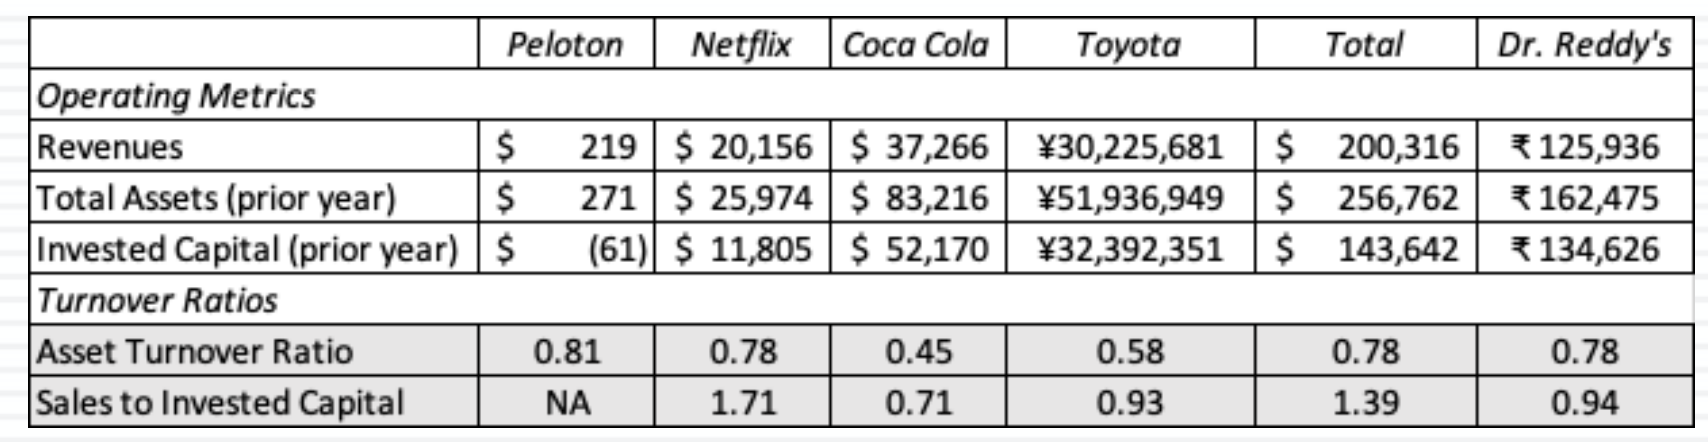 Peloton Netflix Coca Cola Toyota Total Dr. Reddy's
Operating Metrics
Revenues $ 219 $ 20,156 $ 37,266 ¥30,225,681 $ 200,316 ₹ 125,936
Total Assets (prior year) $ 271 $ 25,974 $ 83,216 ¥51,936,949 $ 256,762 ₹ 162,475
Invested Capital (prior year) $ (61) $ 11,805 $ 52,170 ¥32,392,351 $ 143,642 ₹ 134,626
Turnover Ratios
Asset Turnover Ratio 0.81 0.78 0.45 0.58 0.78 0.78
Sales to Invested Capital NA 1.71 0.71 0.93 1.39 0.94